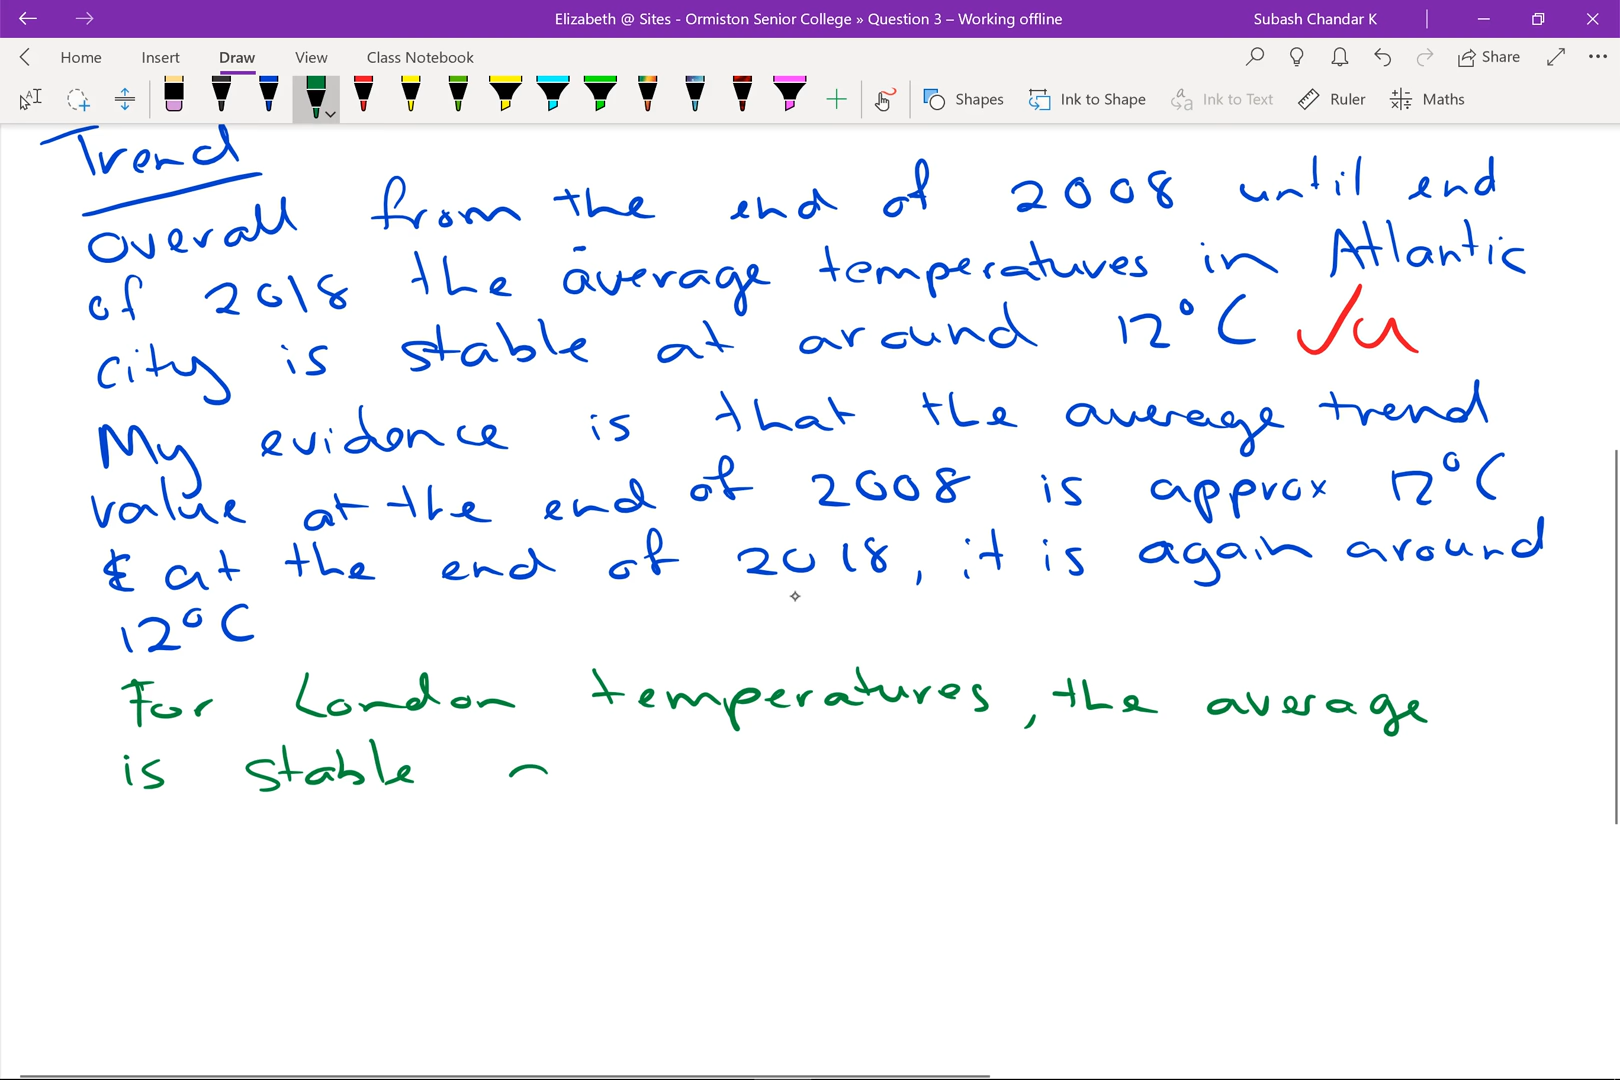 Elizabeth @ Sites - Ormiston Senior College » Question 3 – Working offline
Subash Chandar K
Home Insert Draw View Class Notebook
Share
Shapes Ink to Shape Ink to Text Ruler Maths
Trend
Overall from the end of 2008 until end
of 2018 the average temperatures in Atlantic
city is stable at around 12°C ✓u
My evidence is that the average trend
value at the end of 2008 is approx 12°C
& at the end of 2018, it is again around
12°C
For London temperatures, the average
is stable